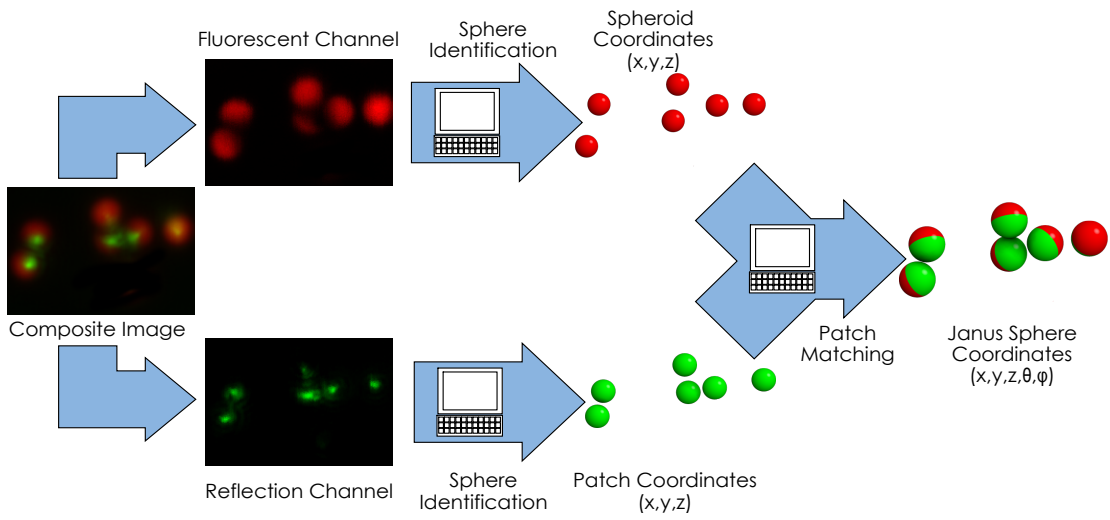 Fluorescent Channel
Sphere
Identification
Spheroid
Coordinates
(x,y,z)
Composite Image
Patch
Matching
Janus Sphere
Coordinates
(x,y,z,θ,φ)
Reflection Channel
Sphere
Identification
Patch Coordinates
(x,y,z)